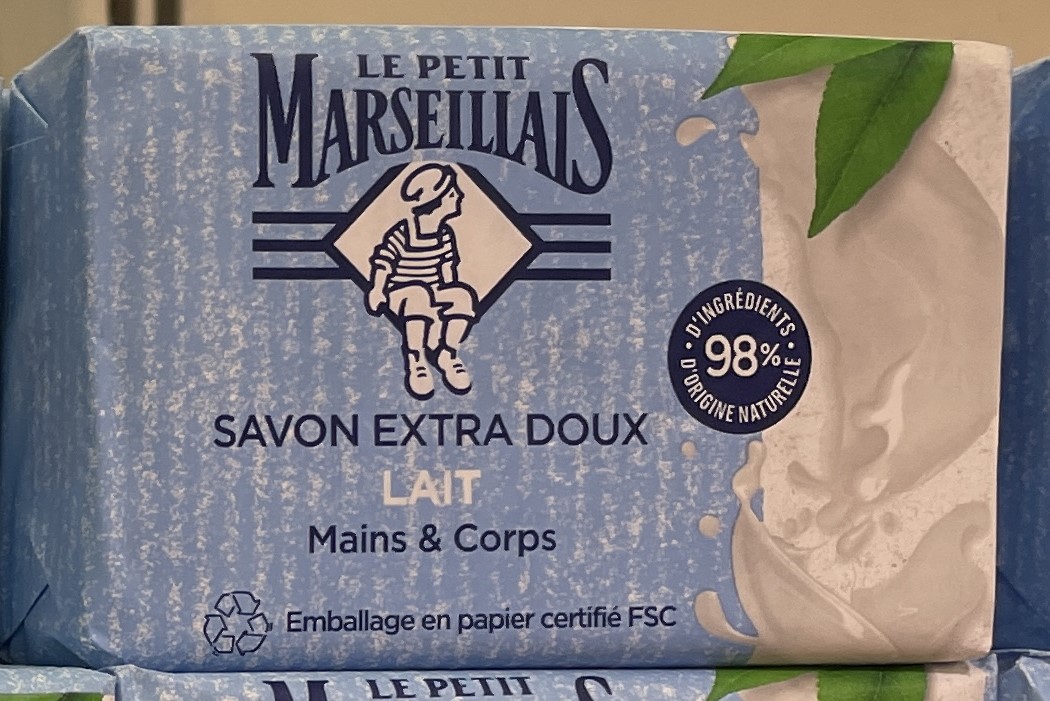 LE PETIT
MARSEILLAIS
D'INGRÉDIENTS
98%
D'ORIGINE NATURELLE
SAVON EXTRA DOUX
LAIT
Mains & Corps
Emballage en papier certifié FSC
LE PETIT